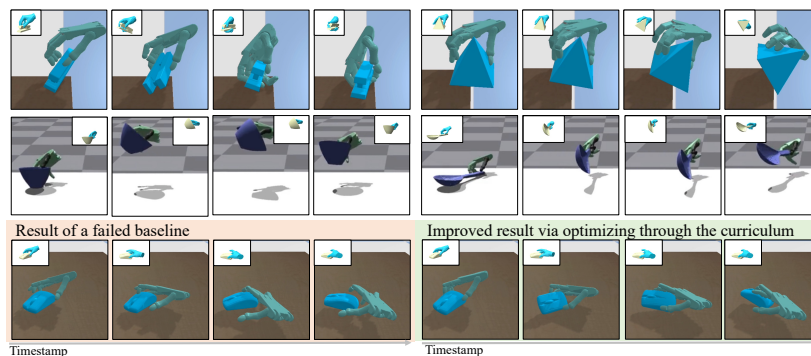 Result of a failed baseline
Improved result via optimizing through the curriculum
Timestamp
Timestamp